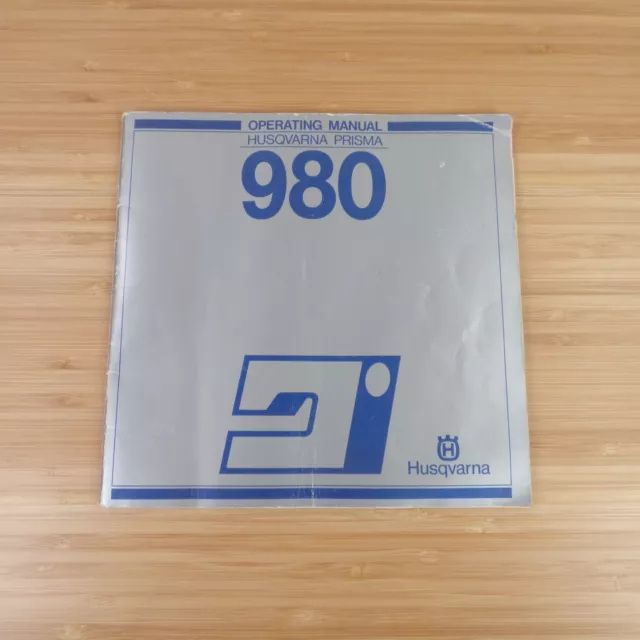 OPERATING MANUAL
HUSQVARNA PRISMA
980
H
Husqvarna